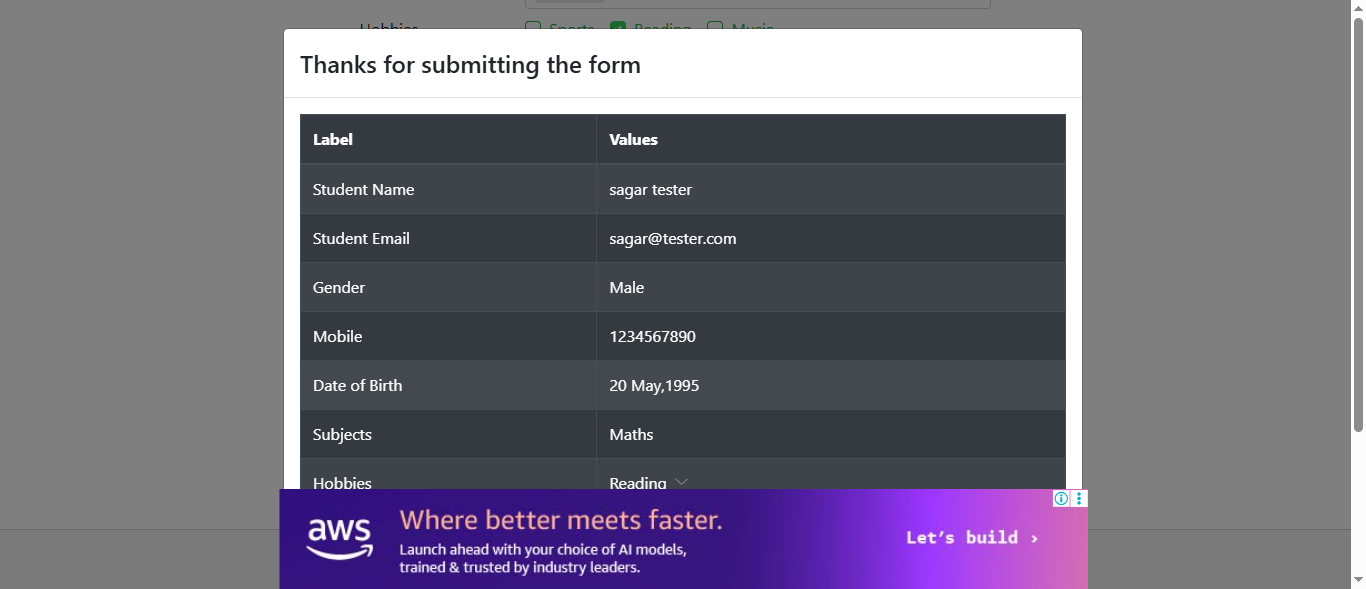 Hobbies Sports Reading Music
Thanks for submitting the form
Label Values
Student Name sagar tester
Student Email sagar@tester.com
Gender Male
Mobile 1234567890
Date of Birth 20 May,1995
Subjects Maths
Hobbies Reading
aws
Where better meets faster.
Launch ahead with your choice of AI models,
trained & trusted by industry leaders.
Let's build ›